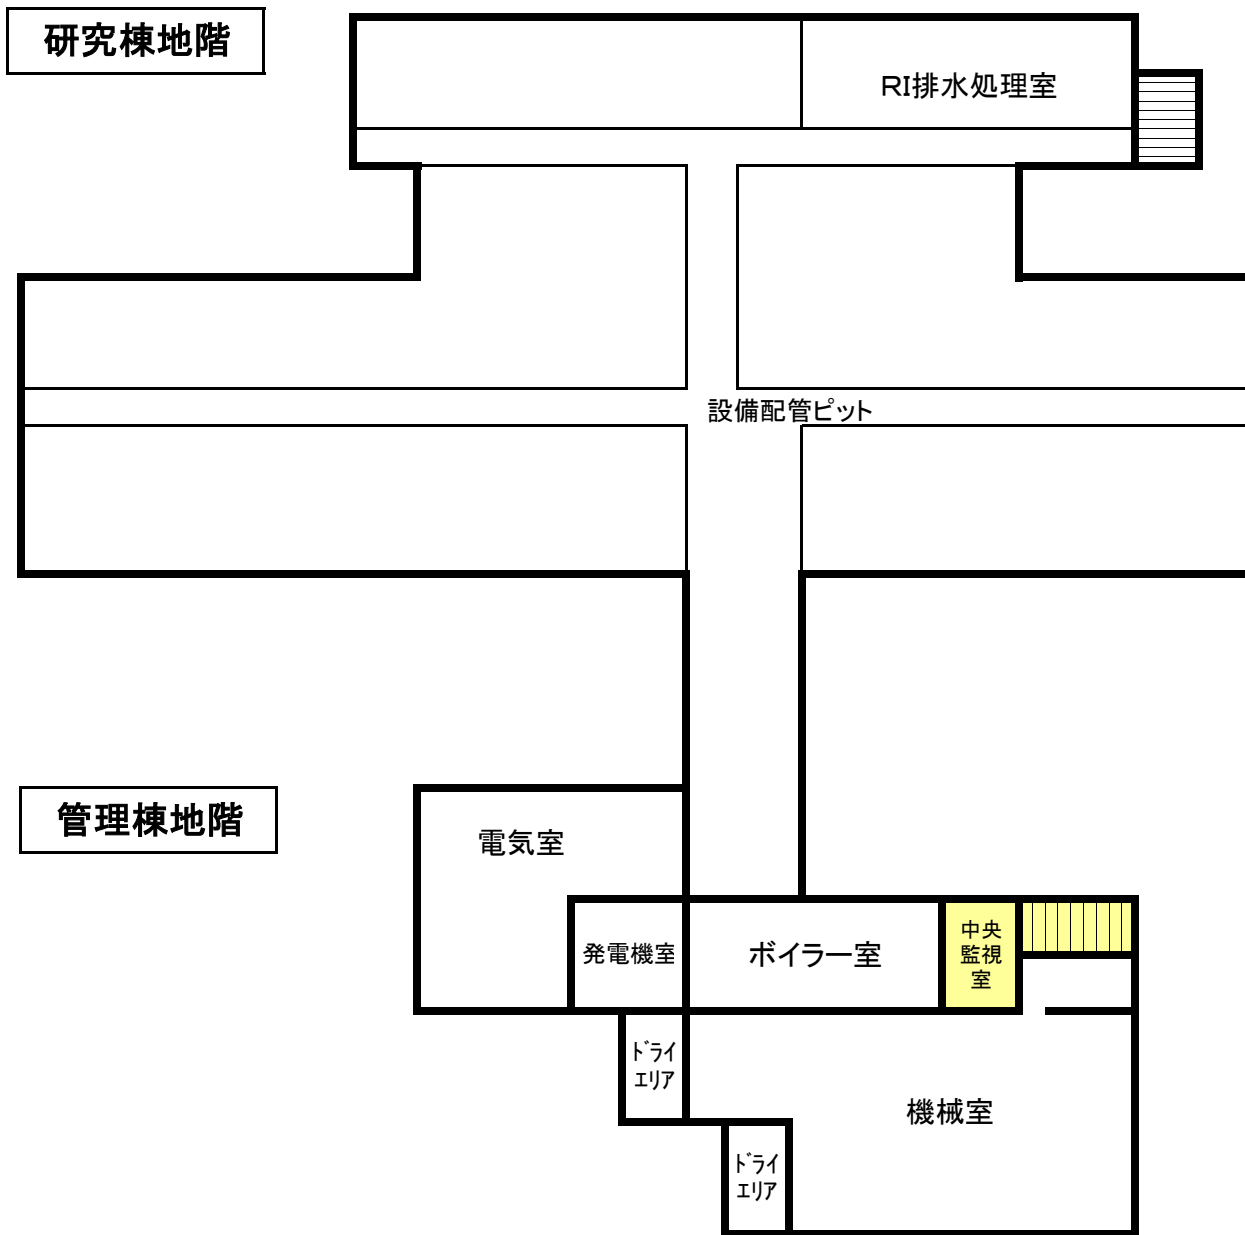 研究棟地階
RI排水処理室
設備配管ピット
管理棟地階
電気室
発電機室
ボイラー室
中央
監視
室
ﾄﾞﾗｲ
ｴﾘｱ
機械室
ﾄﾞﾗｲ
ｴﾘｱ